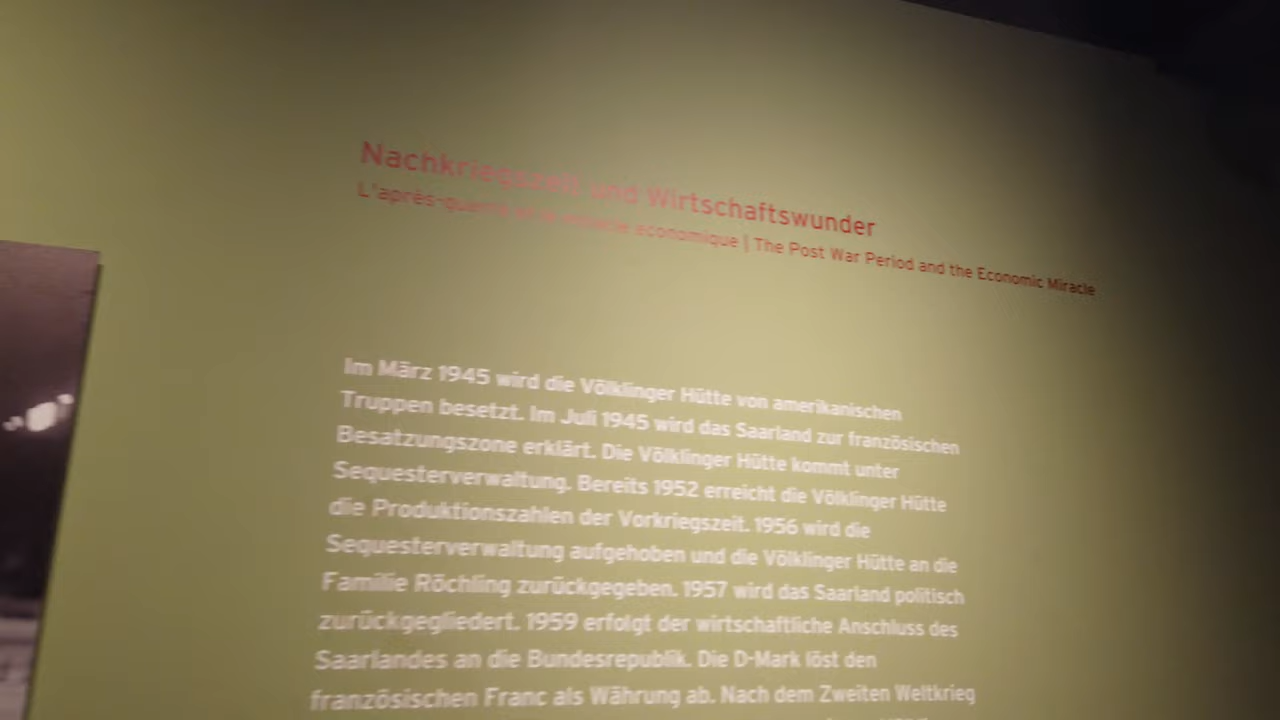 Nachkriegszeit und Wirtschaftswunder
L'après-guerre et le miracle économique | The Post War Period and the Economic Miracle
Im März 1945 wird die Völklinger Hütte von amerikanischen
Truppen besetzt. Im Juli 1945 wird das Saarland zur französischen
Besatzungszone erklärt. Die Völklinger Hütte kommt unter
Sequesterverwaltung. Bereits 1952 erreicht die Völklinger Hütte
die Produktionszahlen der Vorkriegszeit. 1956 wird die
Sequesterverwaltung aufgehoben und die Völklinger Hütte an die
Familie Röchling zurückgegeben. 1957 wird das Saarland politisch
zurückgegliedert. 1959 erfolgt der wirtschaftliche Anschluss des
Saarlandes an die Bundesrepublik. Die D-Mark löst den
französischen Franc als Währung ab. Nach dem Zweiten Weltkrieg